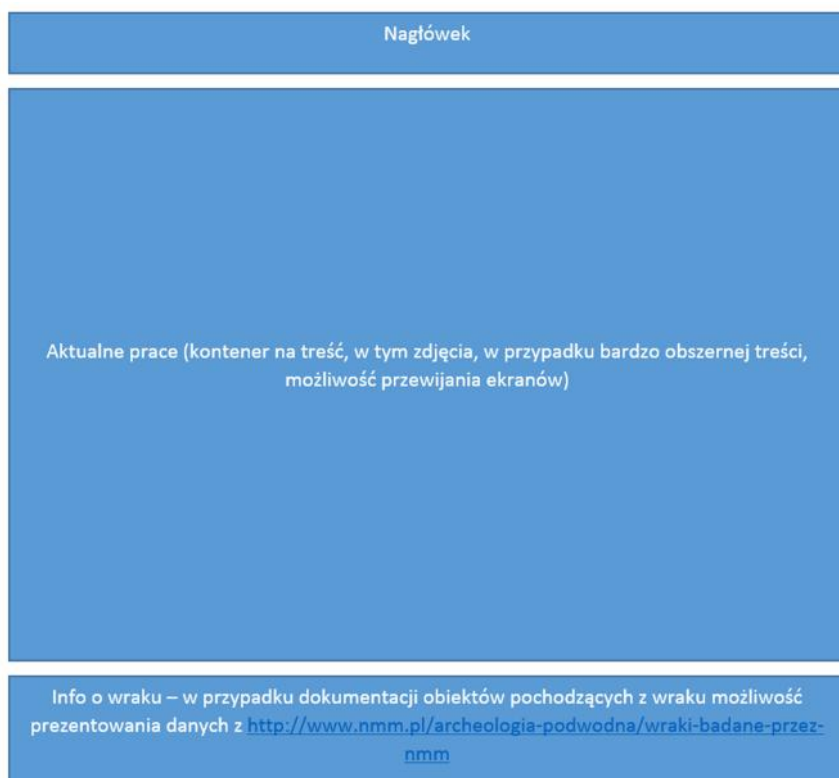 Nagłówek
Aktualne prace (kontener na treść, w tym zdjęcia, w przypadku bardzo obszernej treści,
możliwość przewijania ekranów)
Info o wraku – w przypadku dokumentacji obiektów pochodzących z wraku możliwość
prezentowania danych z http://www.nmm.pl/archeologia-podwodna/wraki-badane-przez-
nmm